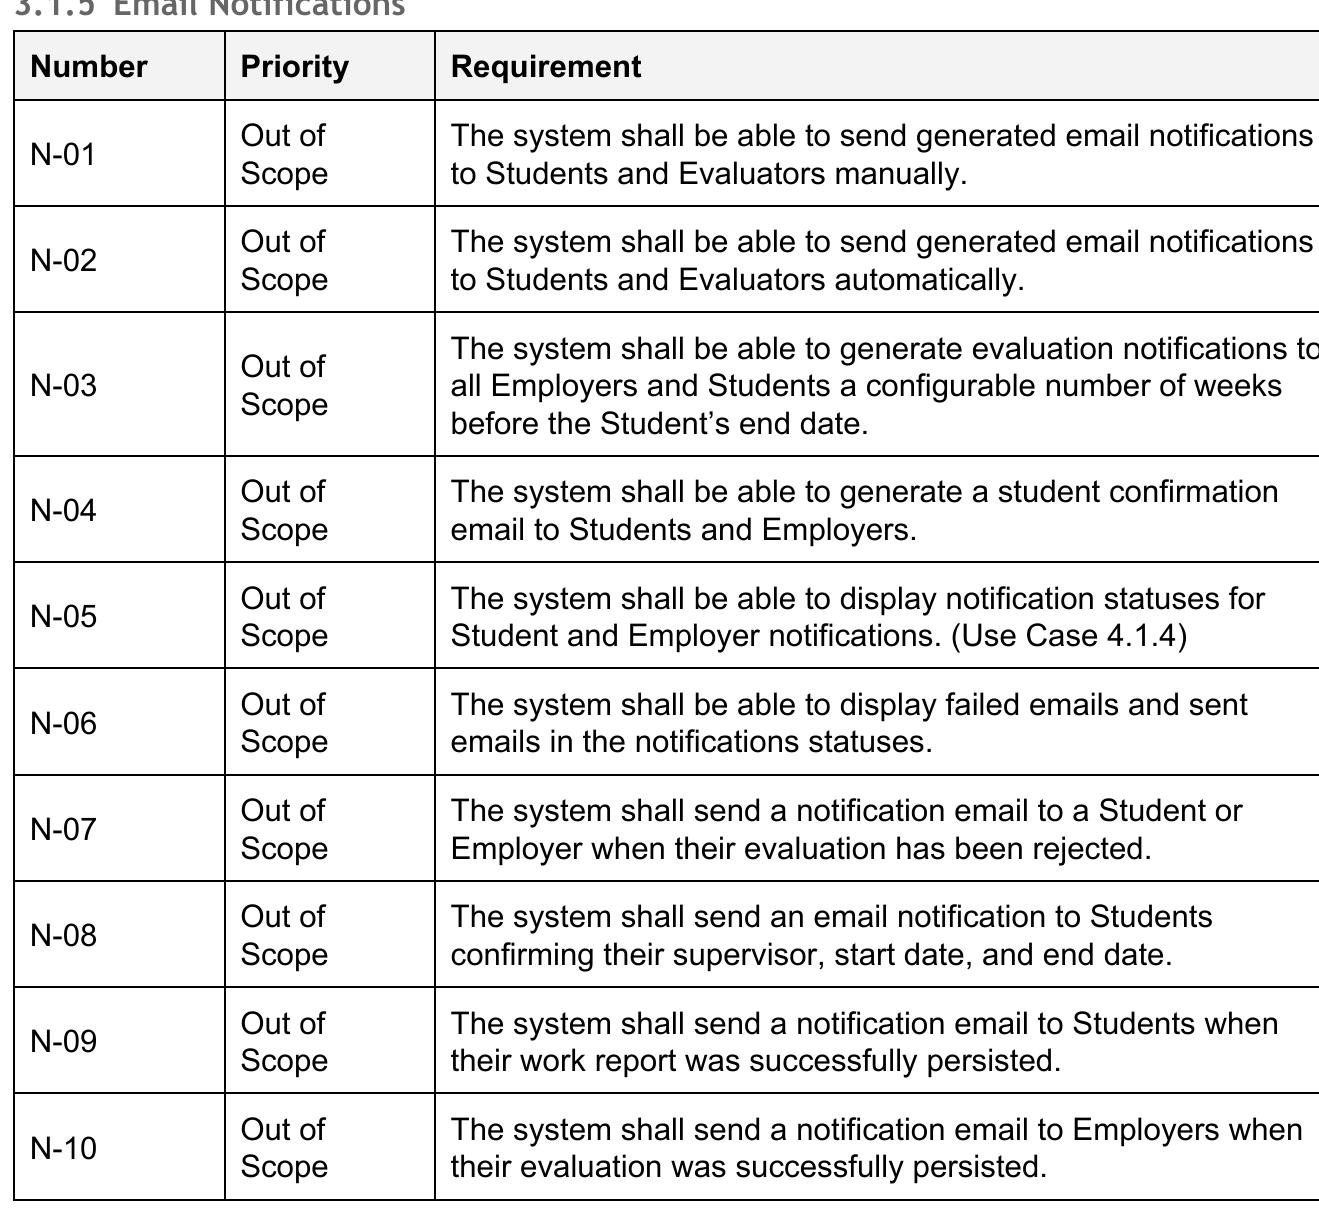 3.1.5 Email Notifications
Number Priority Requirement
N-01
Out of
Scope
The system shall be able to send generated email notifications
to Students and Evaluators manually.
N-02
Out of
Scope
The system shall be able to send generated email notifications
to Students and Evaluators automatically.
N-03
Out of
Scope
The system shall be able to generate evaluation notifications to
all Employers and Students a configurable number of weeks
before the Student’s end date.
N-04
Out of
Scope
The system shall be able to generate a student confirmation
email to Students and Employers.
N-05
Out of
Scope
The system shall be able to display notification statuses for
Student and Employer notifications. (Use Case 4.1.4)
N-06
Out of
Scope
The system shall be able to display failed emails and sent
emails in the notifications statuses.
N-07
Out of
Scope
The system shall send a notification email to a Student or
Employer when their evaluation has been rejected.
N-08
Out of
Scope
The system shall send an email notification to Students
confirming their supervisor, start date, and end date.
N-09
Out of
Scope
The system shall send a notification email to Students when
their work report was successfully persisted.
N-10
Out of
Scope
The system shall send a notification email to Employers when
their evaluation was successfully persisted.